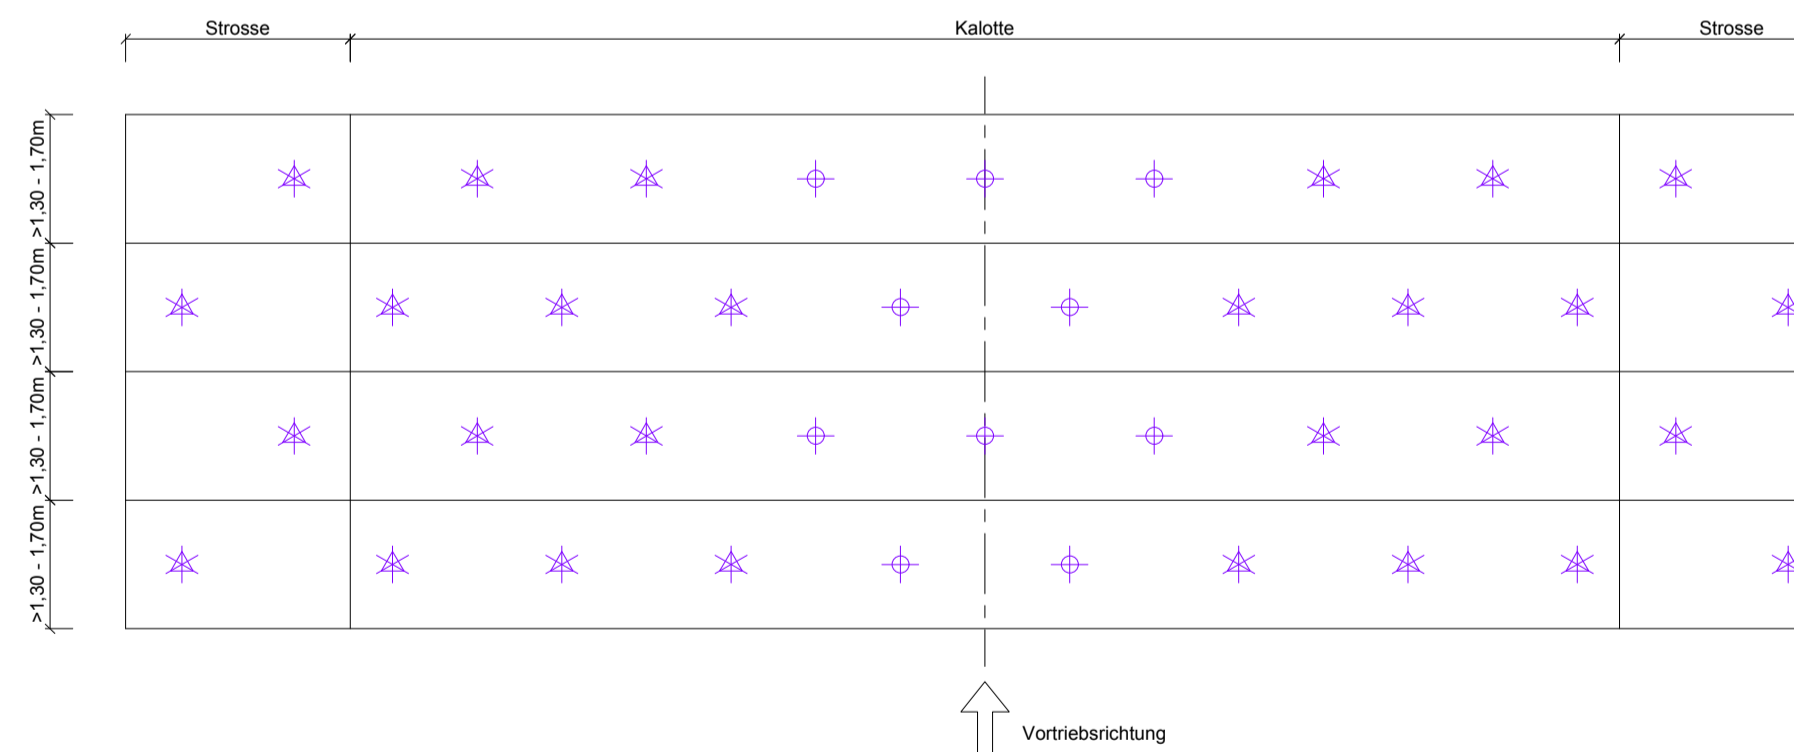 Strosse
Kalotte
Strosse
>1,30 - 1,70m
>1,30 - 1,70m
>1,30 - 1,70m
>1,30 - 1,70m
Vortriebsrichtung